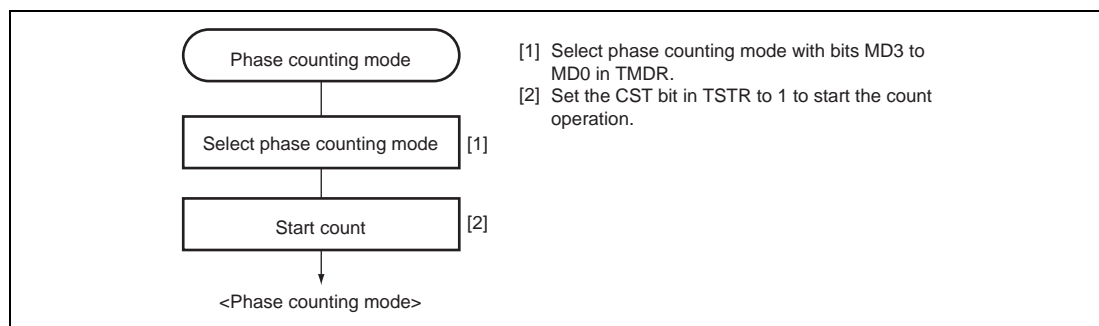 Phase counting mode
Select phase counting mode [1]
Start count [2]
<Phase counting mode>
[1] Select phase counting mode with bits MD3 to
MD0 in TMDR.
[2] Set the CST bit in TSTR to 1 to start the count
operation.